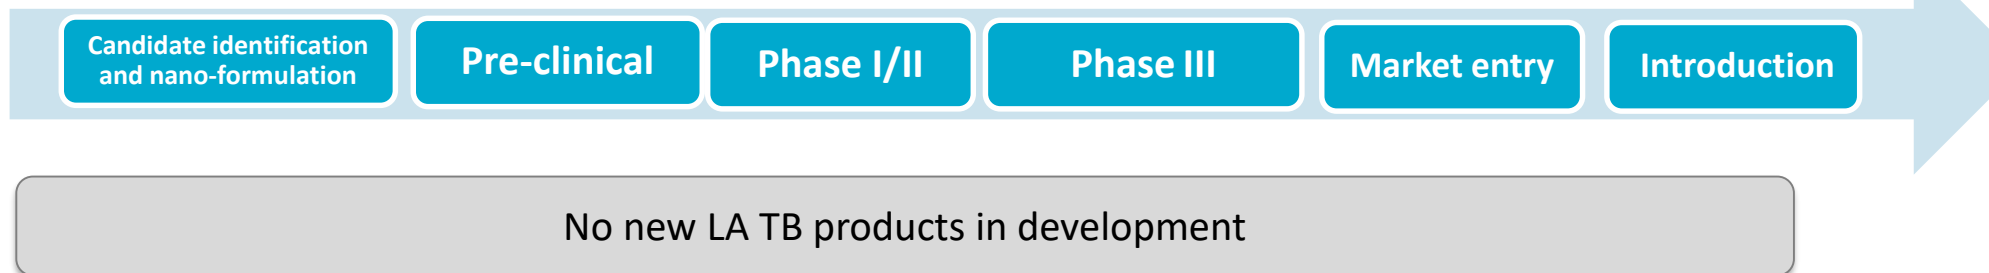 Candidate identification
and nano-formulation
Pre-clinical
Phase I/II
Phase III
Market entry
Introduction
No new LA TB products in development